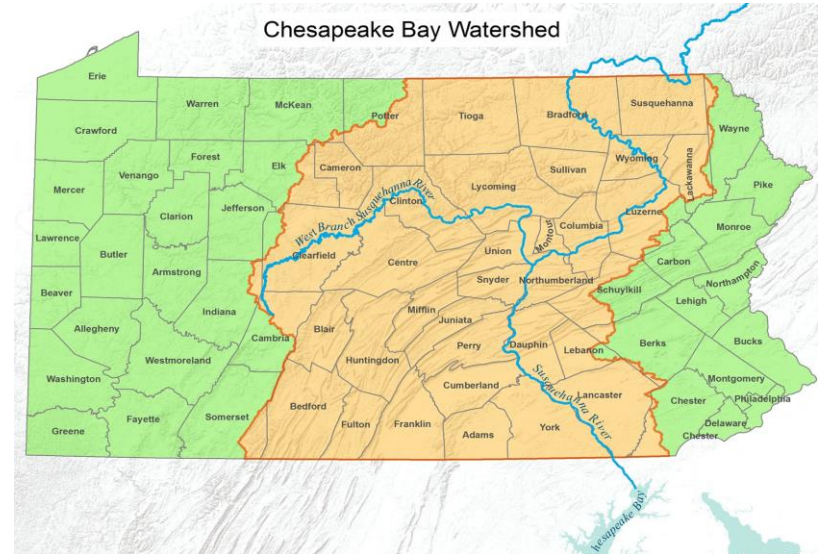 Chesapeake Bay Watershed
Erie
Warren
McKean
Potter
Tioga
Bradford
Susquehanna
Wayne
Crawford
Forest
Elk
Cameron
Wyoming
Lackawanna
Pike
Mercer
Venango
Clarion
Jefferson
Clinton
Lycoming
Sullivan
West Branch Susquehanna River
Lawrence
Butler
Clearfield
Centre
Union
Montour
Columbia
Luzerne
Monroe
Carbon
Northampton
Beaver
Armstrong
Indiana
Snyder
Northumberland
Schuylkill
Lehigh
Allegheny
Cambria
Blair
Mifflin
Juniata
Perry
Dauphin
Lebanon
Berks
Bucks
Westmoreland
Huntingdon
Cumberland
Susquehanna River
Lancaster
Montgomery
Washington
Bedford
Chester
Philadelphia
Greene
Fayette
Somerset
Fulton
Franklin
Adams
York
Delaware
Chester
hesapeake Bay